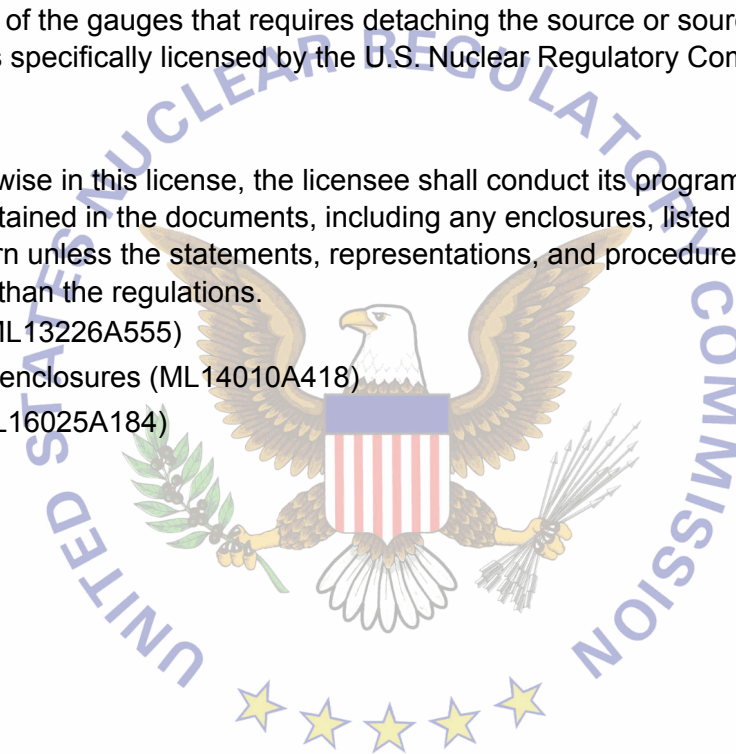 of the gauges that requires detaching the source or sour
s specifically licensed by the U.S. Nuclear Regulatory Com
wise in this license, the licensee shall conduct its program
tained in the documents, including any enclosures, listed
rn unless the statements, representations, and procedure
than the regulations.
ML13226A555)
enclosures (ML14010A418)
L16025A184)
UNITED STATES NUCLEAR REGULATORY COMMISSION